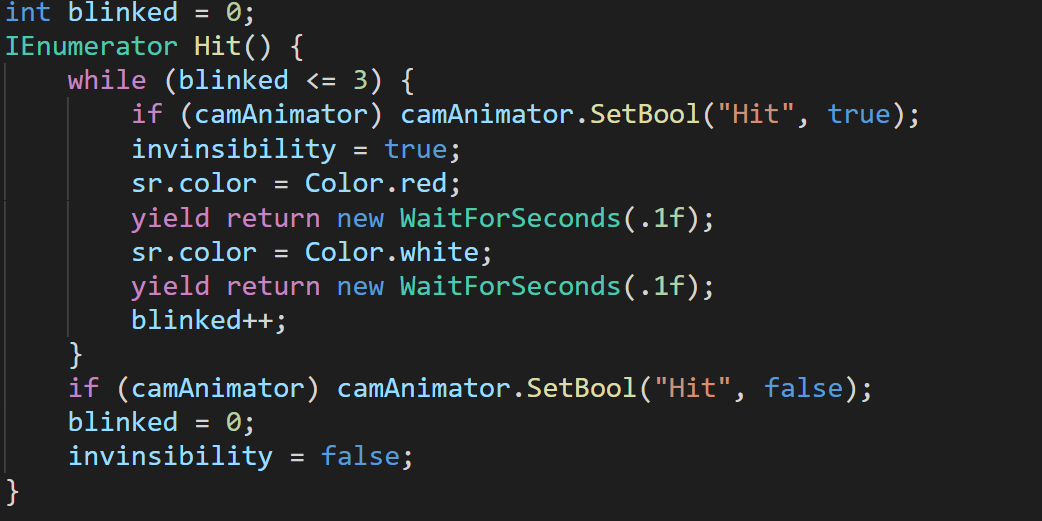 int blinked = 0;
IEnumerator Hit() {
    while (blinked <= 3) {
        if (camAnimator) camAnimator.SetBool("Hit", true);
        invinsibility = true;
        sr.color = Color.red;
        yield return new WaitForSeconds(.1f);
        sr.color = Color.white;
        yield return new WaitForSeconds(.1f);
        blinked++;
    }
    if (camAnimator) camAnimator.SetBool("Hit", false);
    blinked = 0;
    invinsibility = false;
}